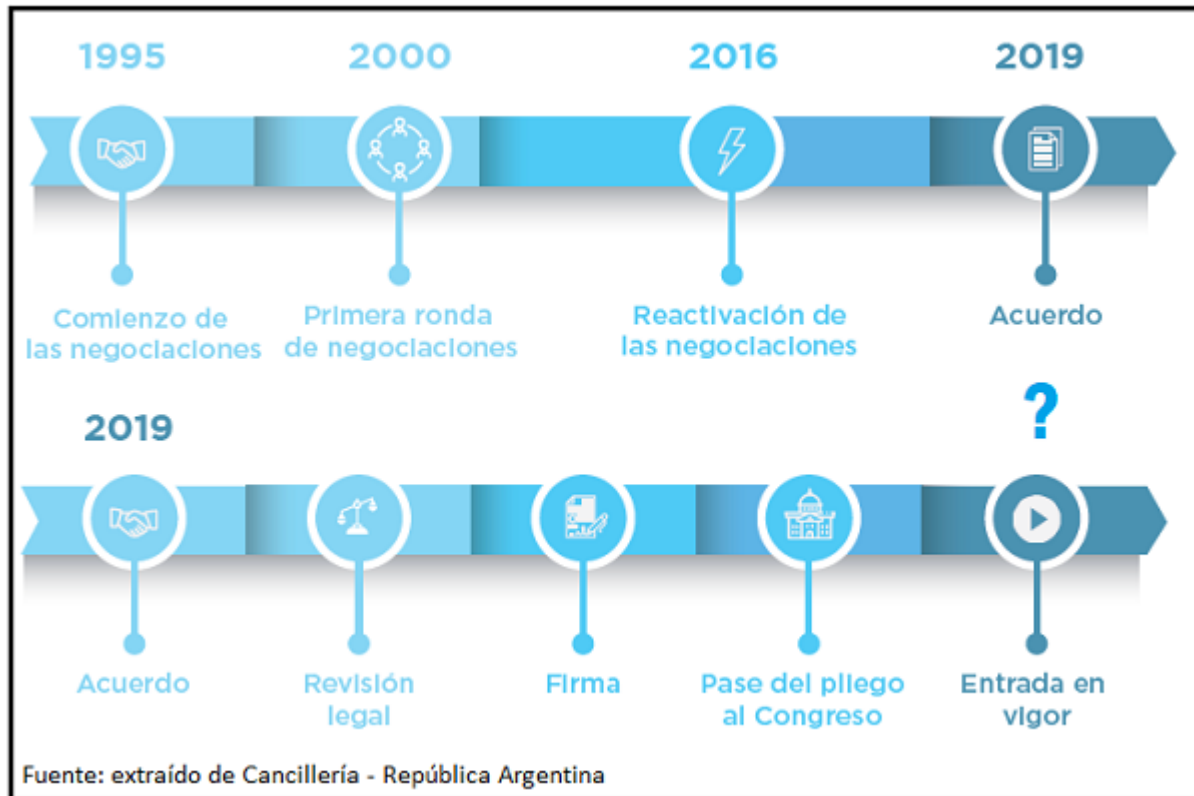 1995
2000
2016
2019
Comienzo de
las negociaciones
Primera ronda
de negociaciones
Reactivación de
las negociaciones
Acuerdo
2019
?
Acuerdo
Revisión
legal
Firma
Pase del pliego
al Congreso
Entrada en
vigor
Fuente: extraído de Cancillería - República Argentina